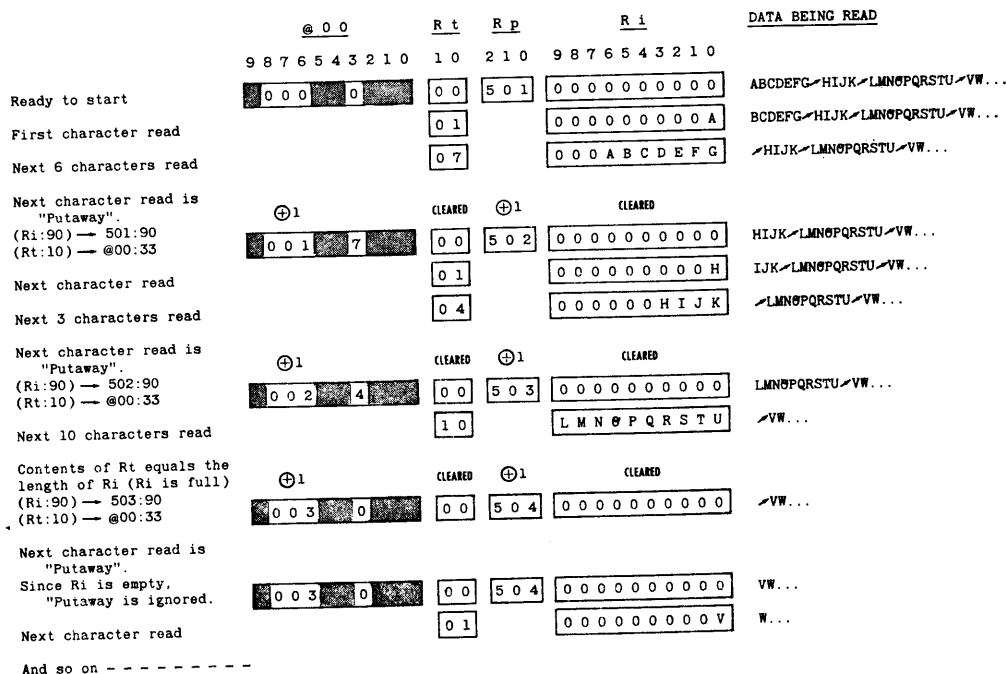 @ 0 0 R t R p R i DATA BEING READ
9 8 7 6 5 4 3 2 1 0 1 0 2 1 0 9 8 7 6 5 4 3 2 1 0
Ready to start 0 0 0 0 0 0 5 0 1 0 0 0 0 0 0 0 0 0 0 ABCDEFG⌿HIJK⌿LMNOPQRSTU⌿VW...
First character read 0 1 0 0 0 0 0 0 0 0 0 A BCDEFG⌿HIJK⌿LMNOPQRSTU⌿VW...
Next 6 characters read 0 7 0 0 0 A B C D E F G ⌿HIJK⌿LMNOPQRSTU⌿VW...
Next character read is
"Putaway". ⊕1 CLEARED ⊕1 CLEARED
(Ri:90) → 501:90
(Rt:10) → @00:33 0 0 1 7 0 0 5 0 2 0 0 0 0 0 0 0 0 0 0 HIJK⌿LMNOPQRSTU⌿VW...
Next character read 0 1 0 0 0 0 0 0 0 0 0 H IJK⌿LMNOPQRSTU⌿VW...
Next 3 characters read 0 4 0 0 0 0 0 0 H I J K ⌿LMNOPQRSTU⌿VW...
Next character read is
"Putaway". ⊕1 CLEARED ⊕1 CLEARED
(Ri:90) → 502:90
(Rt:10) → @00:33 0 0 2 4 0 0 5 0 3 0 0 0 0 0 0 0 0 0 0 LMNOPQRSTU⌿VW...
Next 10 characters read 1 0 L M N O P Q R S T U ⌿VW...
Contents of Rt equals the
length of Ri (Ri is full) ⊕1 CLEARED ⊕1 CLEARED
(Ri:90) → 503:90
(Rt:10) → @00:33 0 0 3 0 0 0 5 0 4 0 0 0 0 0 0 0 0 0 0 ⌿VW...
Next character read is
"Putaway".
Since Ri is empty,
"Putaway is ignored. 0 0 3 0 0 0 5 0 4 0 0 0 0 0 0 0 0 0 0 VW...
Next character read 0 1 0 0 0 0 0 0 0 0 0 V W...
And so on - - - - - - - - -